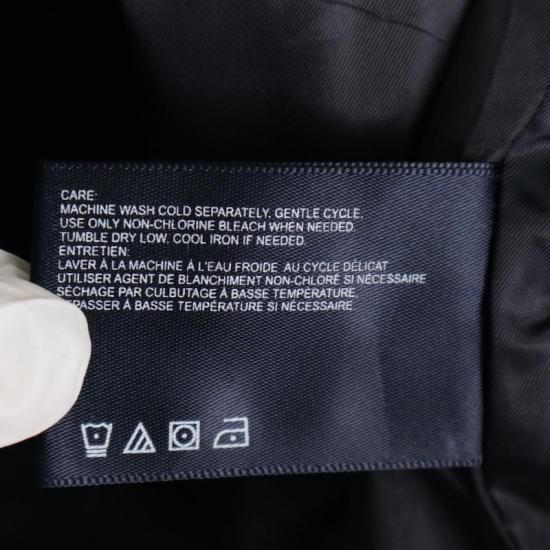 CARE:
MACHINE WASH COLD SEPARATELY, GENTLE CYCLE,
USE ONLY NON-CHLORINE BLEACH WHEN NEEDED.
TUMBLE DRY LOW, COOL IRON IF NEEDED.
ENTRETIEN:
LAVER À LA MACHINE À L'EAU FROIDE AU CYCLE DÉLICAT
UTILISER AGENT DE BLANCHIMENT NON-CHLORÉ SI NÉCESSAIRE
SÉCHAGE PAR CULBUTAGE À BASSE TEMPÉRATURE,
EPASSER À BASSE TEMPÉRATURE SI NÉCESSAIRE.